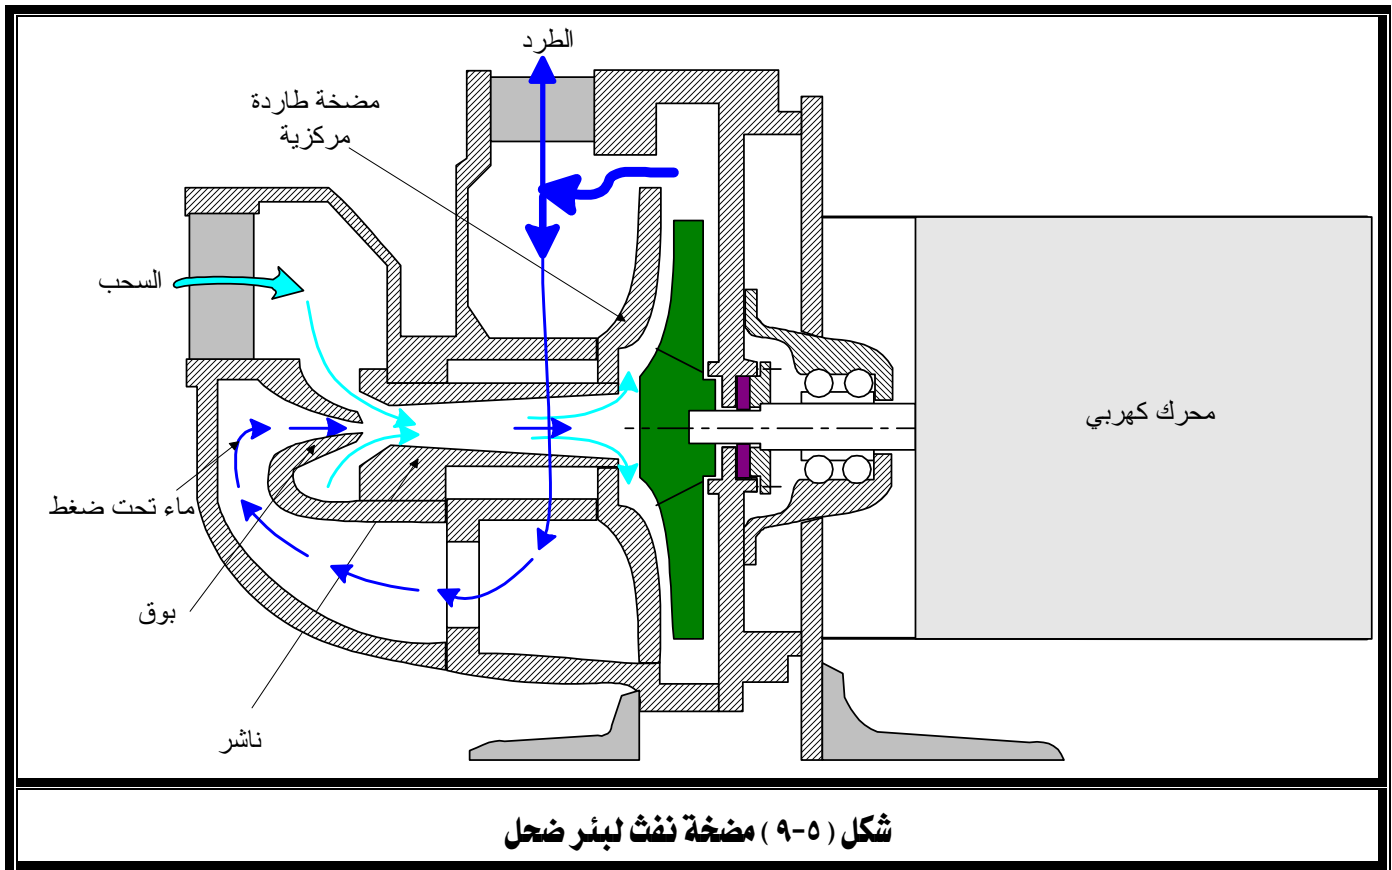 الطرد
مضخة طاردة
مركزية
السحب
محرك كهربي
ماء تحت ضغط
بوق
ناشر
شكل (٥-٩) مضخة نفث لبئر ضحل